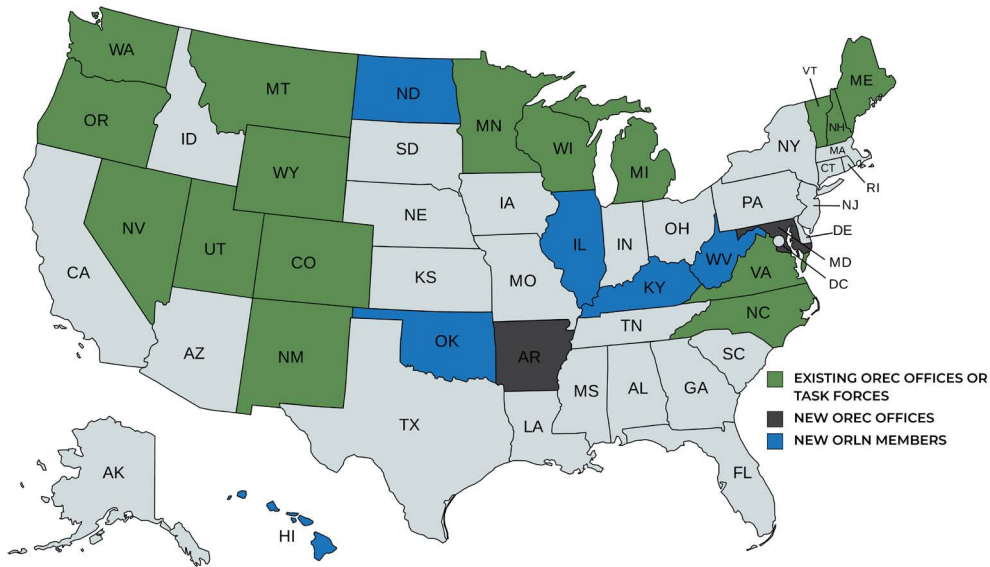 WA
MT
ND
MN
VT
ME
OR
ID
SD
WI
MI
NY
NH
MA
CT
RI
WY
NE
IA
PA
NJ
NV
UT
CO
IL
IN
OH
DE
MD
DC
CA
KS
MO
WV
VA
KY
NC
AZ
NM
OK
AR
TN
SC
MS
AL
GA
TX
LA
FL
AK
HI
EXISTING OREC OFFICES OR
TASK FORCES
NEW OREC OFFICES
NEW ORLN MEMBERS